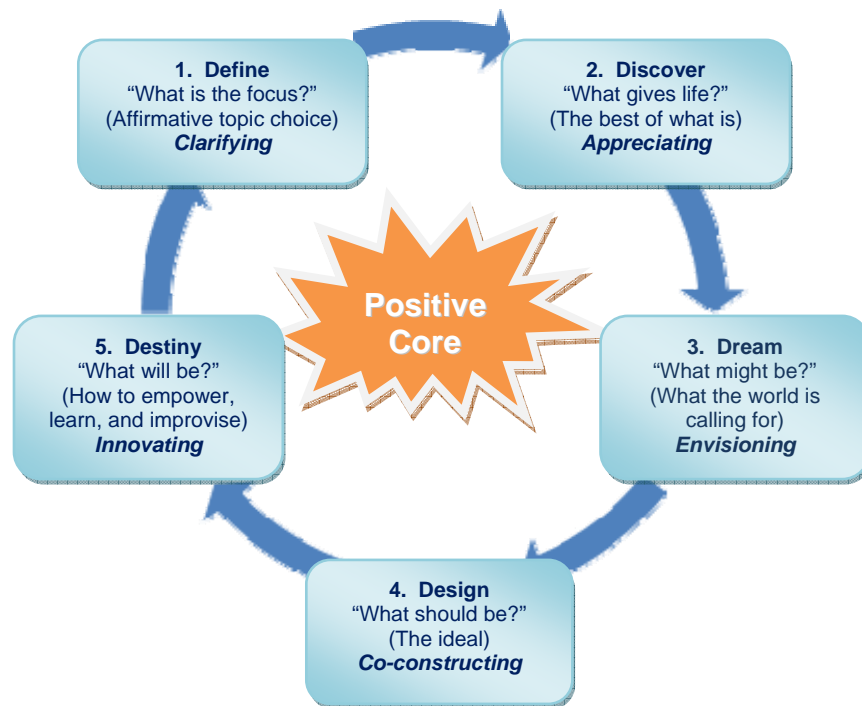 1. Define
“What is the focus?”
(Affirmative topic choice)
Clarifying
2. Discover
“What gives life?”
(The best of what is)
Appreciating
Positive
Core
3. Dream
“What might be?”
(What the world is
calling for)
Envisioning
5. Destiny
“What will be?”
(How to empower,
learn, and improvise)
Innovating
4. Design
“What should be?”
(The ideal)
Co-constructing